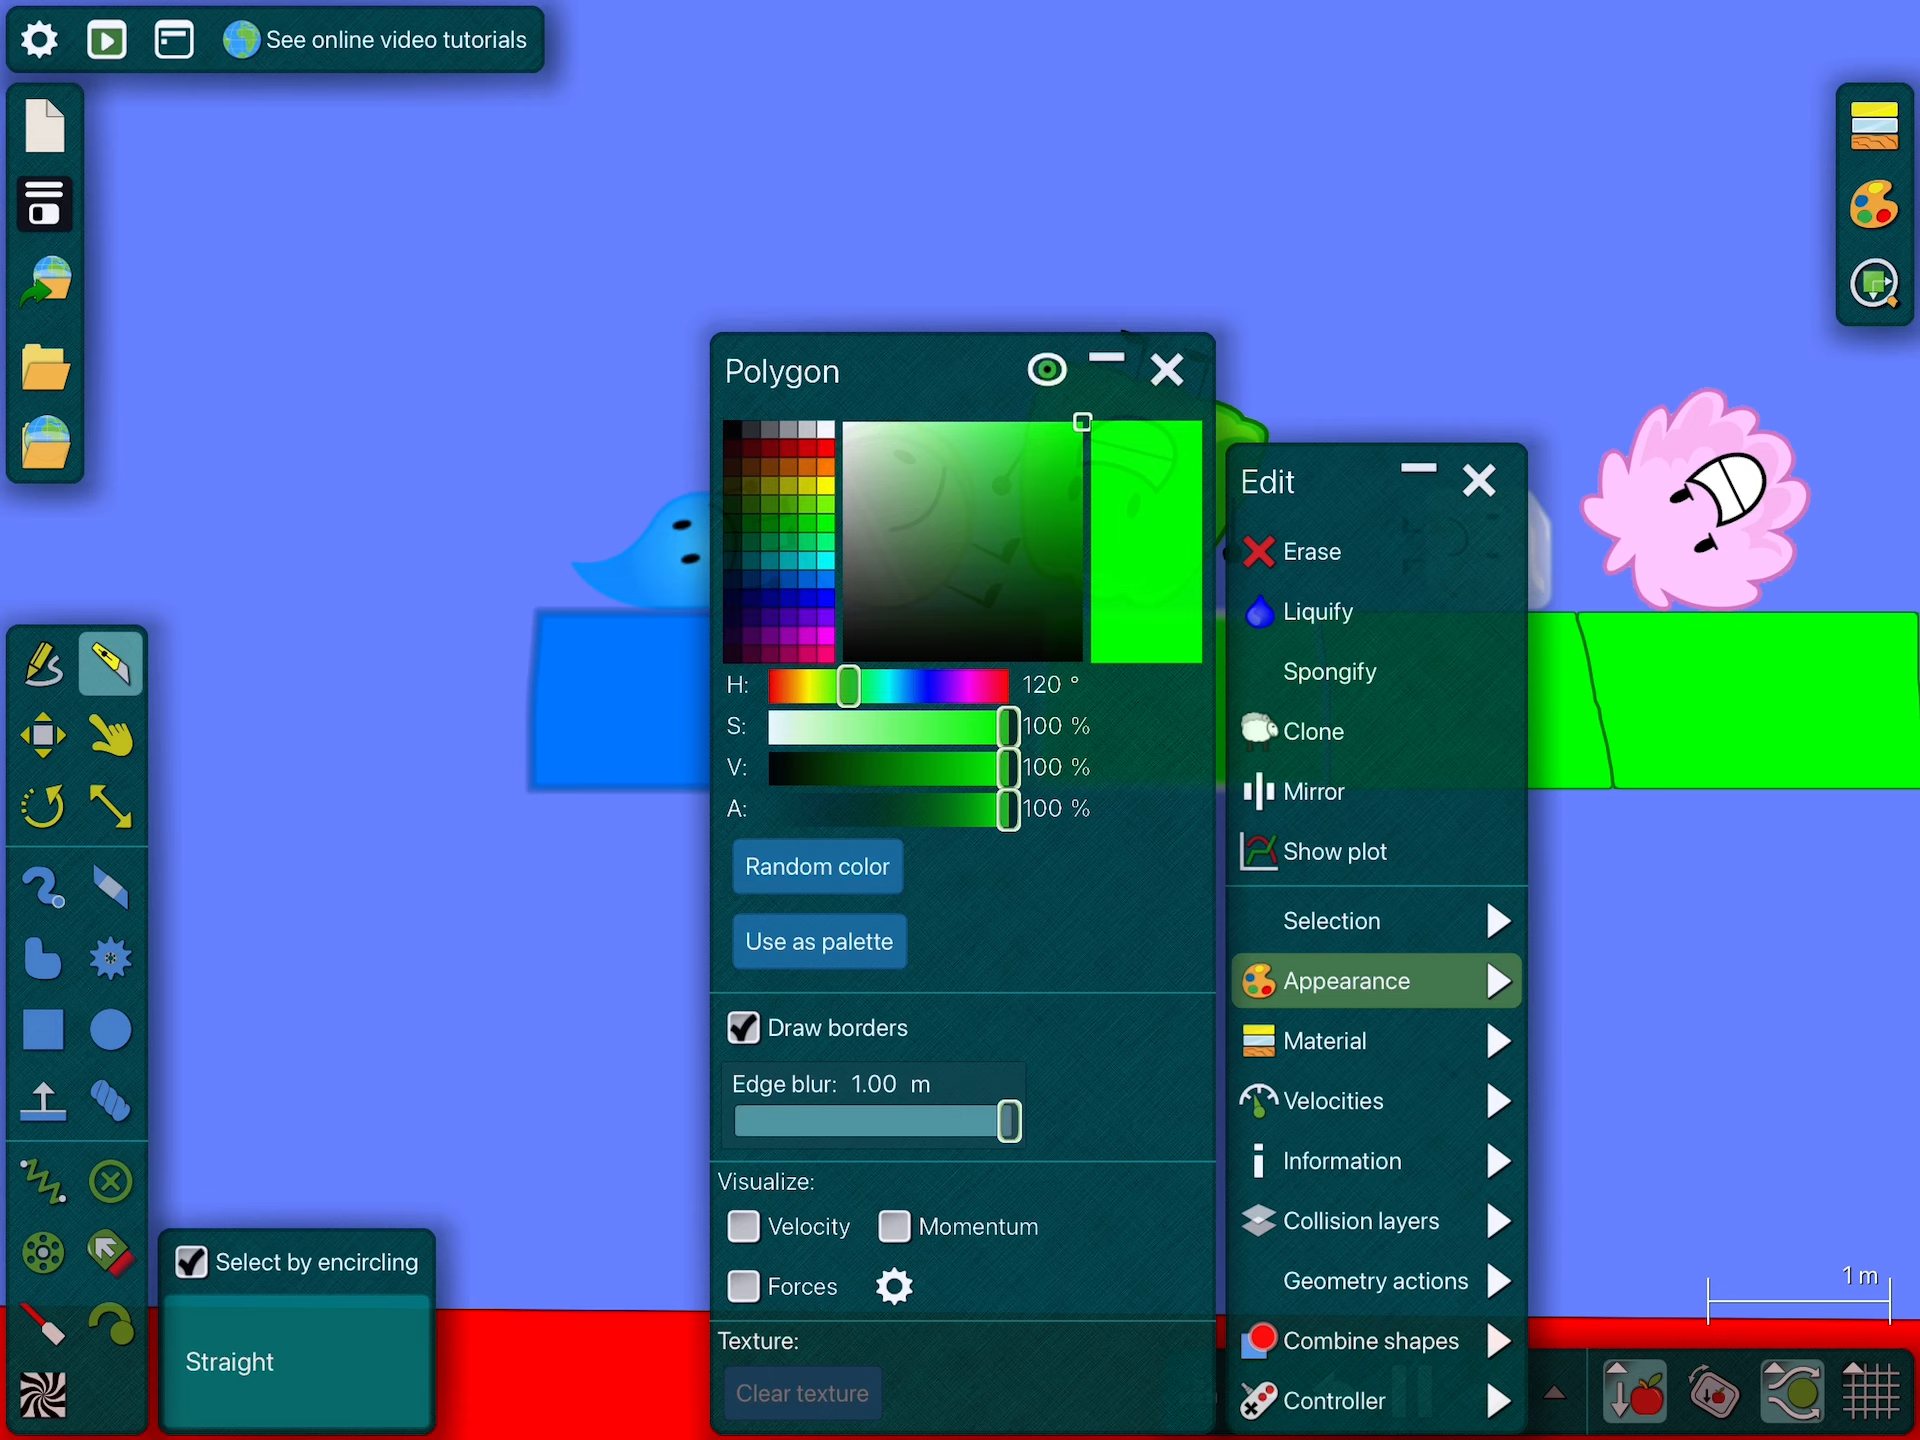 See online video tutorials
Polygon
H: 120 °
S: 100 %
V: 100 %
A: 100 %
Random color
Use as palette
Draw borders
Edge blur: 1.00 m
Visualize:
Velocity
Momentum
Forces
Texture:
Clear texture
Edit
Erase
Liquify
Spongify
Clone
Mirror
Show plot
Selection
Appearance
Material
Velocities
Information
Collision layers
Geometry actions
Combine shapes
Controller
Select by encircling
Straight
1 m